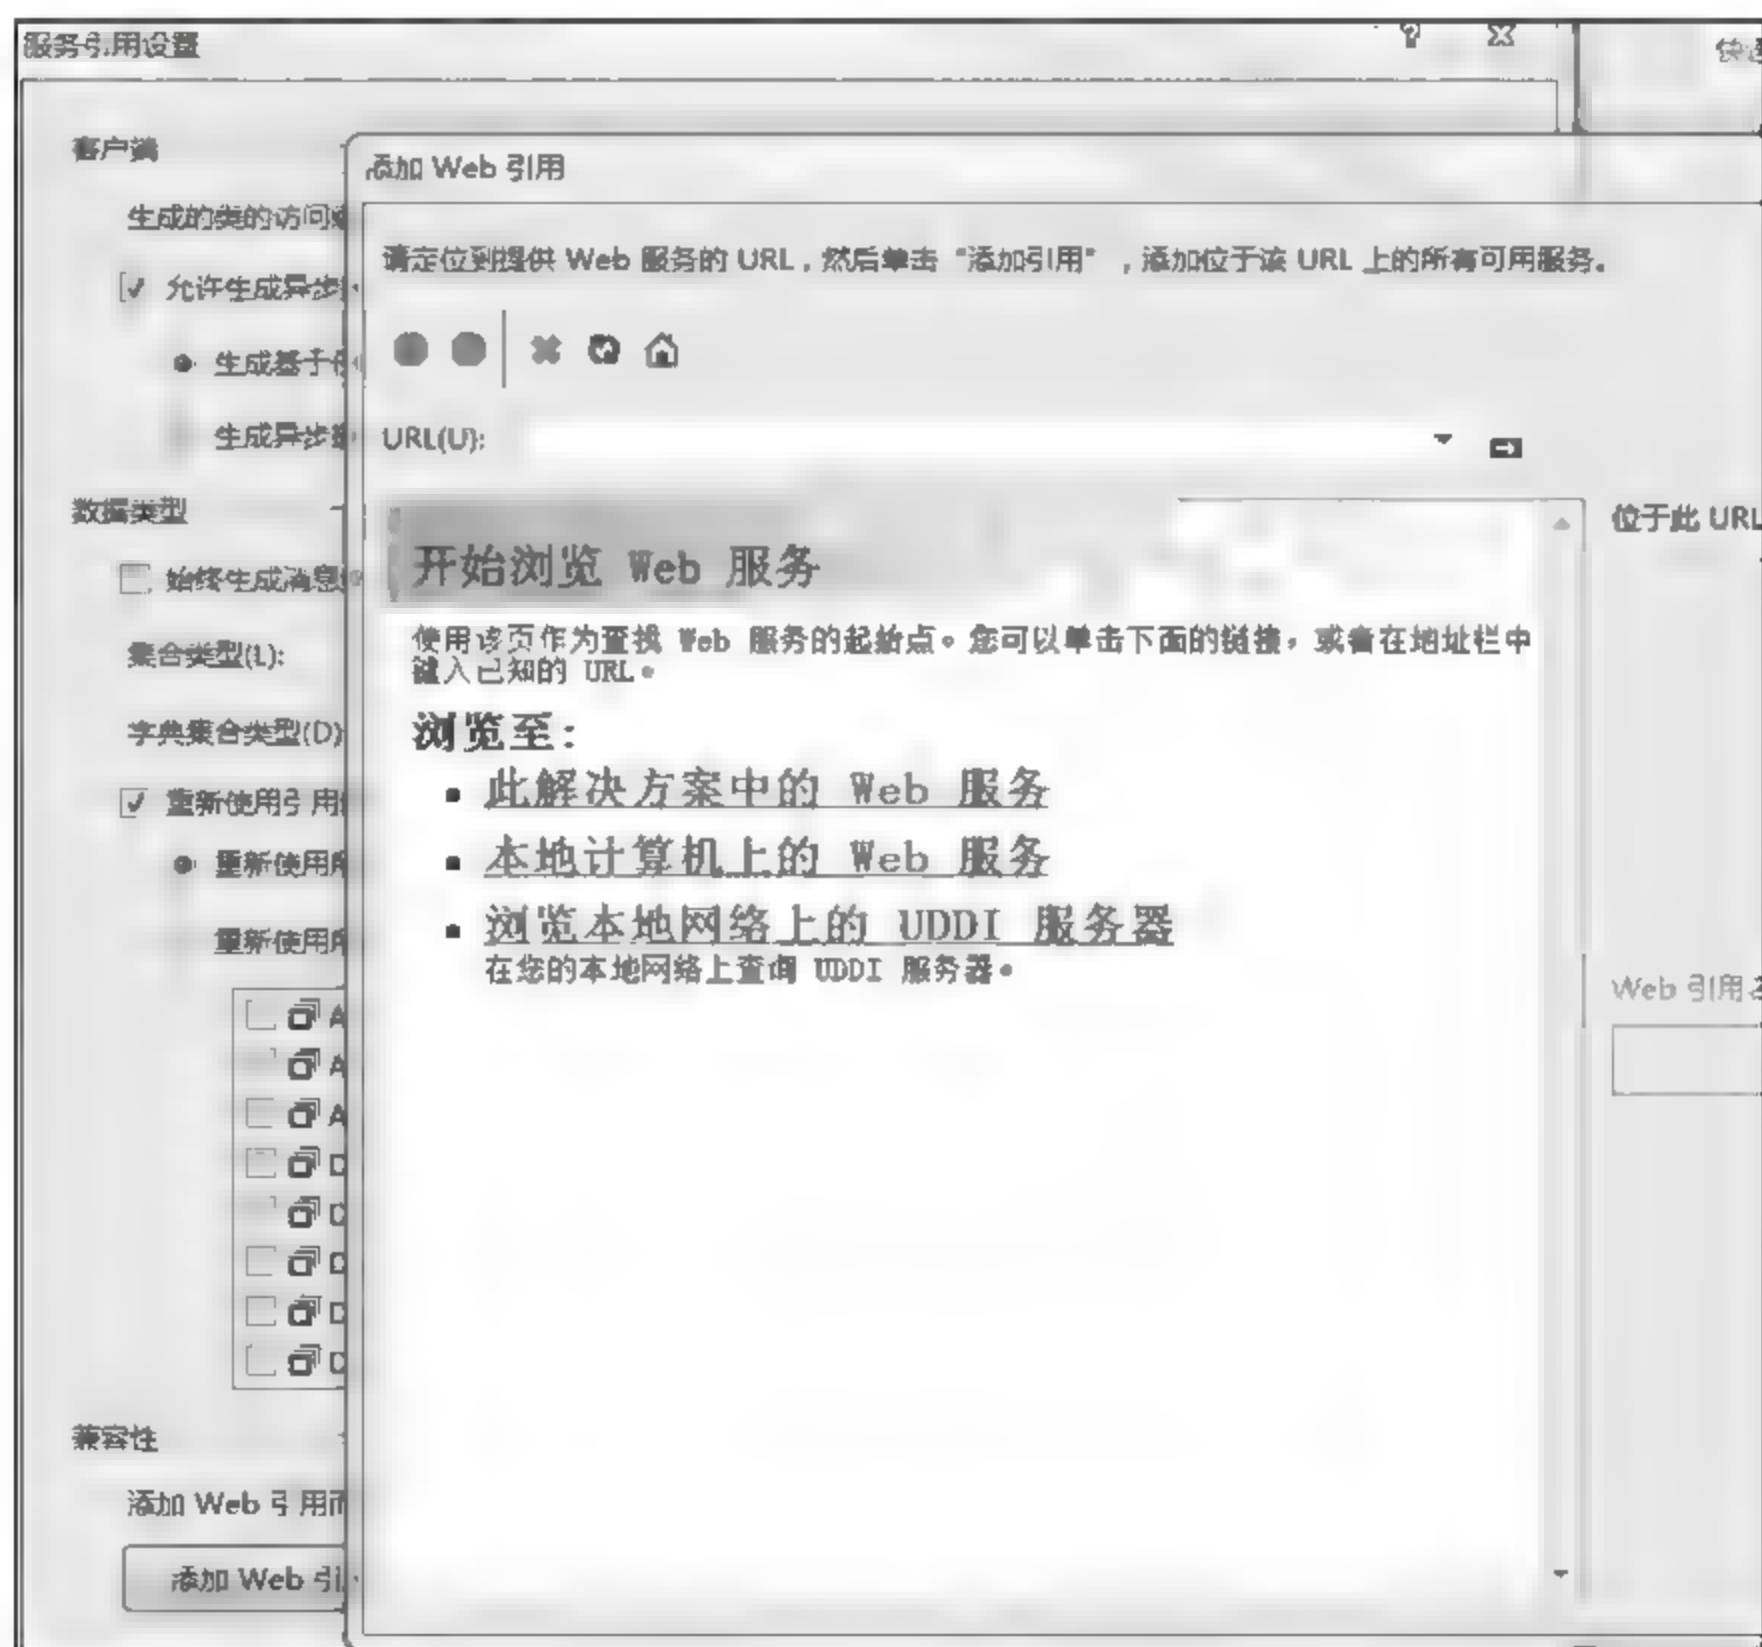 服务引用设置
客户端
生成的类的访问
允许生成异步
生成基于
生成异步
数据类型
始终生成消息
集合类型(L):
字典集合类型(D)
重新使用引用
重新使用所
重新使用所
A
A
A
D
D
D
D
D
兼容性
添加 Web 引用而
添加 Web 引
添加 Web 引用
请定位到提供 Web 服务的 URL，然后单击“添加引用”，添加位于该 URL 上的所有可用服务。
URL(U):
开始浏览 Web 服务
使用该页作为查找 Web 服务的起始点。您可以单击下面的链接，或者在地址栏中
键入已知的 URL。
浏览至:
▪ 此解决方案中的 Web 服务
▪ 本地计算机上的 Web 服务
▪ 浏览本地网络上的 UDDI 服务器
在您的本地网络上查询 UDDI 服务器。
位于此 URL
Web 引用名